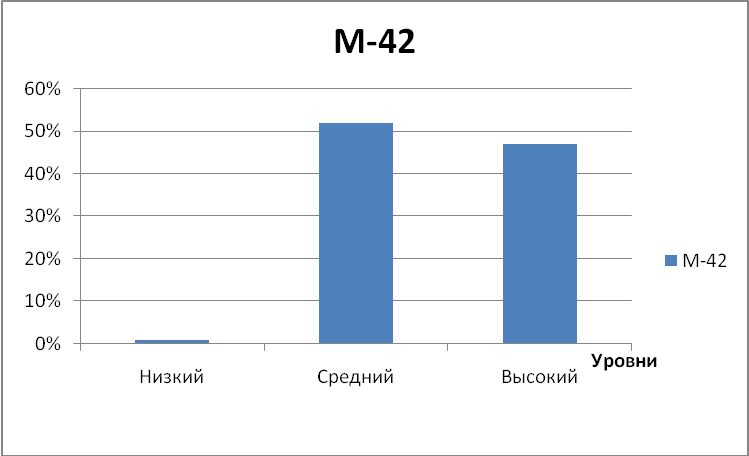 М-42
60%
50%
40%
30%
20%
10%
0%
Низкий
Средний
Высокий
Уровни
М-42